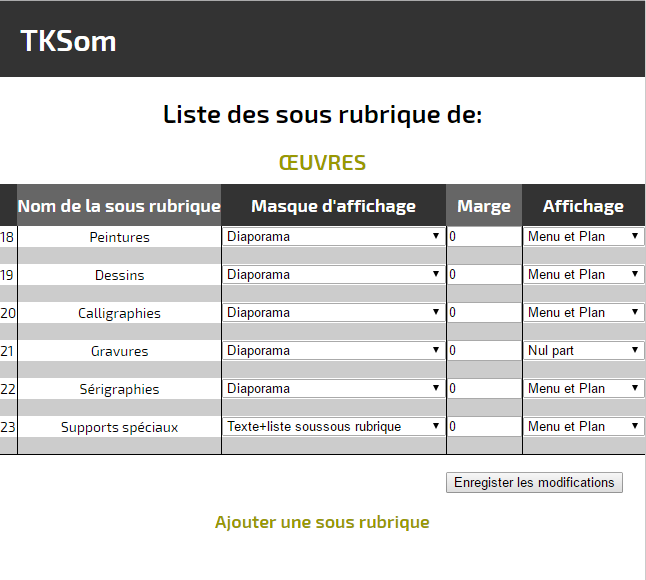 TKSom
Liste des sous rubrique de:
ŒUVRES
Nom de la sous rubrique Masque d'affichage Marge Affichage
18 Peintures Diaporama 0 Menu et Plan
19 Dessins Diaporama 0 Menu et Plan
20 Calligraphies Diaporama 0 Menu et Plan
21 Gravures Diaporama 0 Nul part
22 Sérigraphies Diaporama 0 Menu et Plan
23 Supports spéciaux Texte+liste soussous rubrique 0 Menu et Plan
Enregister les modifications
Ajouter une sous rubrique